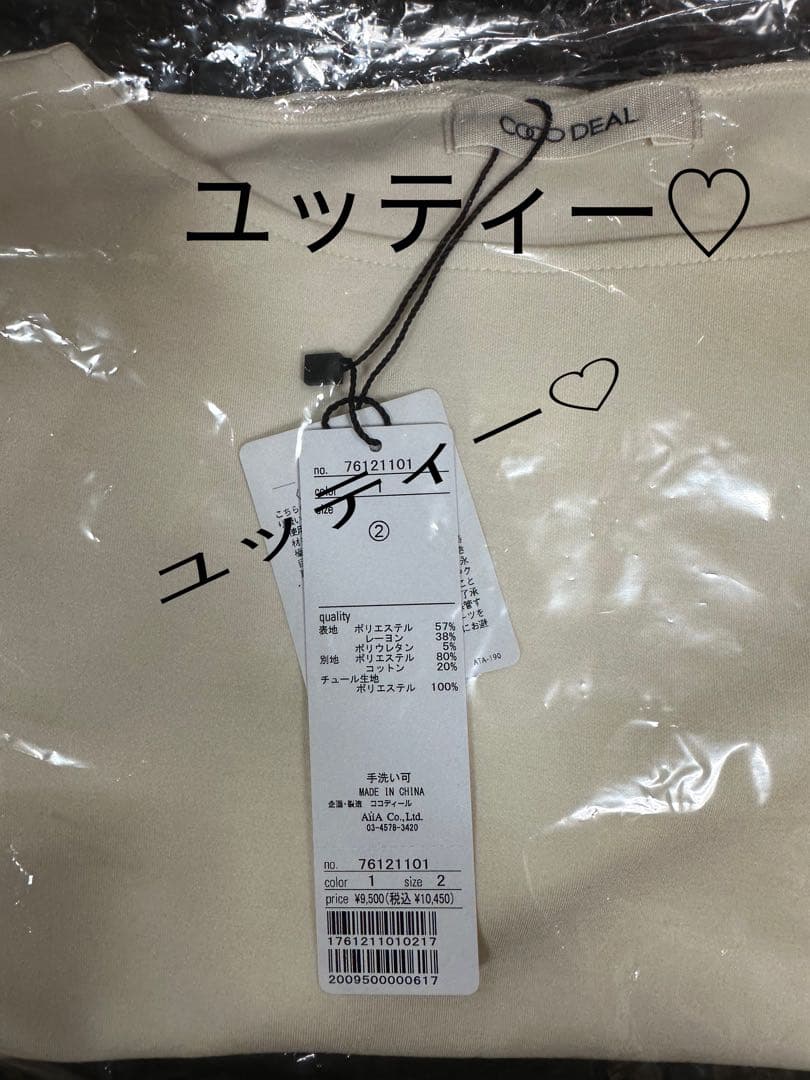 COCO DEAL
ユッティー♡
ユッティー♡
no. 76121101
color 1
size
②
quality
表地 ポリエステル 57%
レーヨン 38%
ポリウレタン 5%
別地 ポリエステル 80%
コットン 20%
チュール生地
ポリエステル 100%
手洗い可
MADE IN CHINA
企画・製造 ココディール
AiiA Co.,Ltd.
03-4578-3420
no. 76121101
color 1 size 2
price ¥9,500(税込 ¥10,450)
1761211010217
2009500000617
こちら
ATA-190